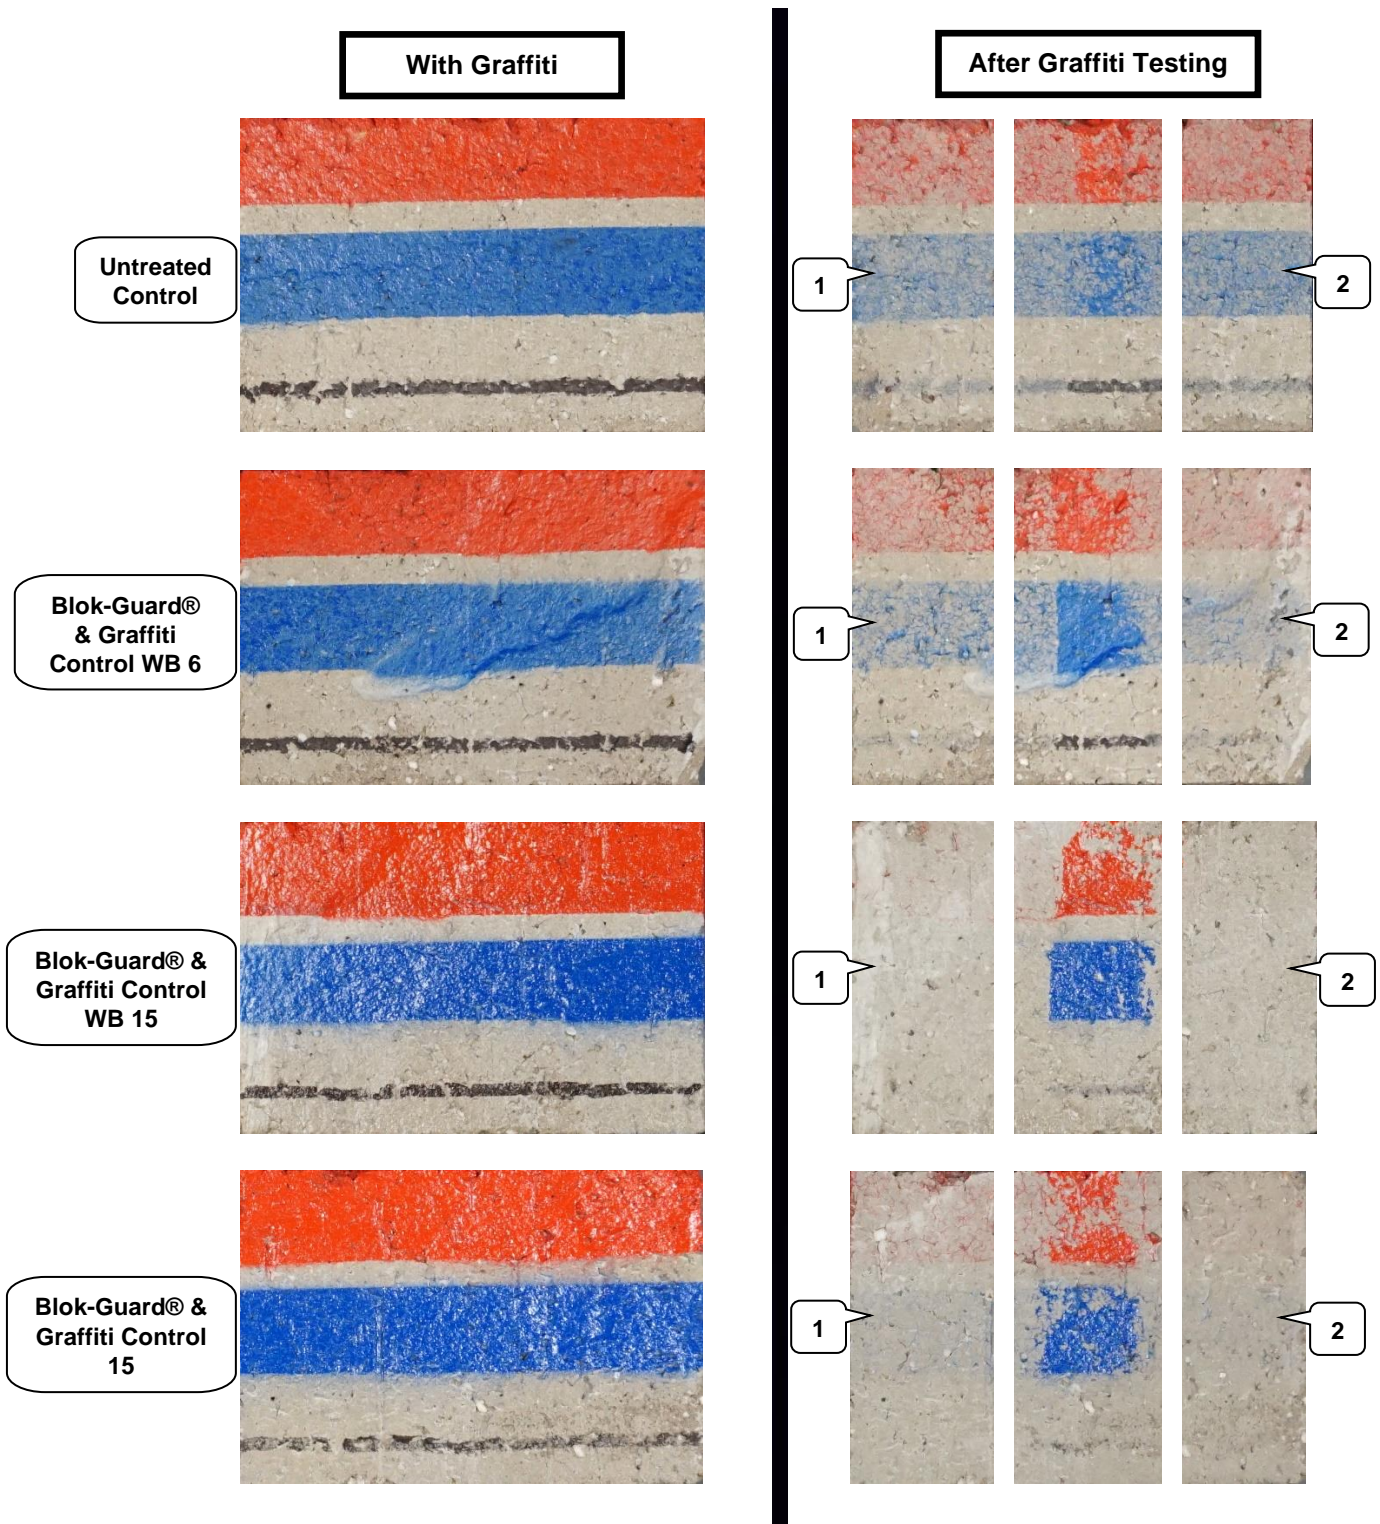 With Graffiti
After Graffiti Testing
Untreated
Control
1
2
Blok-Guard®
& Graffiti
Control WB 6
1
2
Blok-Guard® &
Graffiti Control
WB 15
1
2
Blok-Guard® &
Graffiti Control
15
1
2